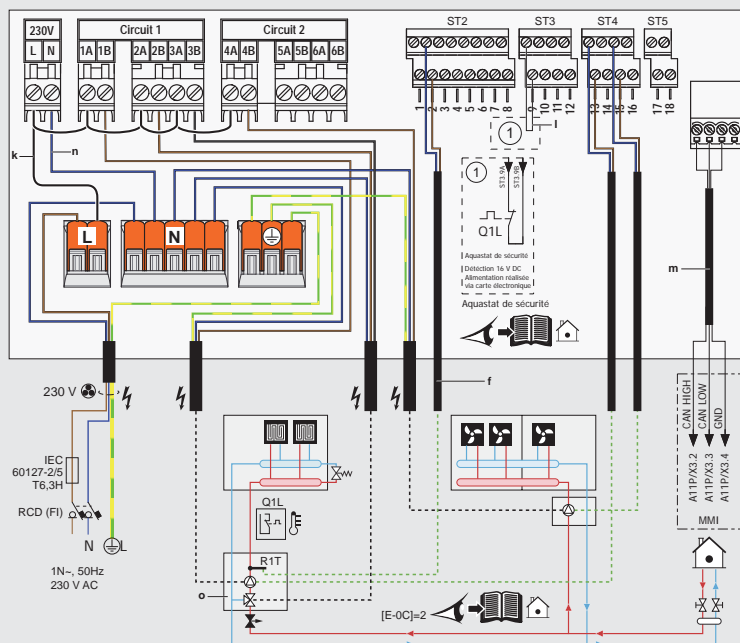 230V
Circuit 1
Circuit 2
ST2
ST3
ST4
ST5
L N
1A 1B
2A 2B 3A 3B
4A 4B
5A 5B 6A 6B
1 2 3 4 5 6 7 8
9 10 11 12
13 14 15 16
17 18
k
n
l
1
1
ST3.9A
ST3.9B
Q1L
L
N
Aquastat de sécurité
Détection 16 V DC
Alimentation réalisée
via carte électronique
Aquastat de sécurité
m
f
230 V
IEC
60127-2/5
T6,3H
RCD (FI)
N
L
1N~, 50Hz
230 V AC
Q1L
R1T
o
[E-0C]=2
CAN HIGH
CAN LOW
GND
A11P/X3.2
A11P/X3.3
A11P/X3.4
MMI